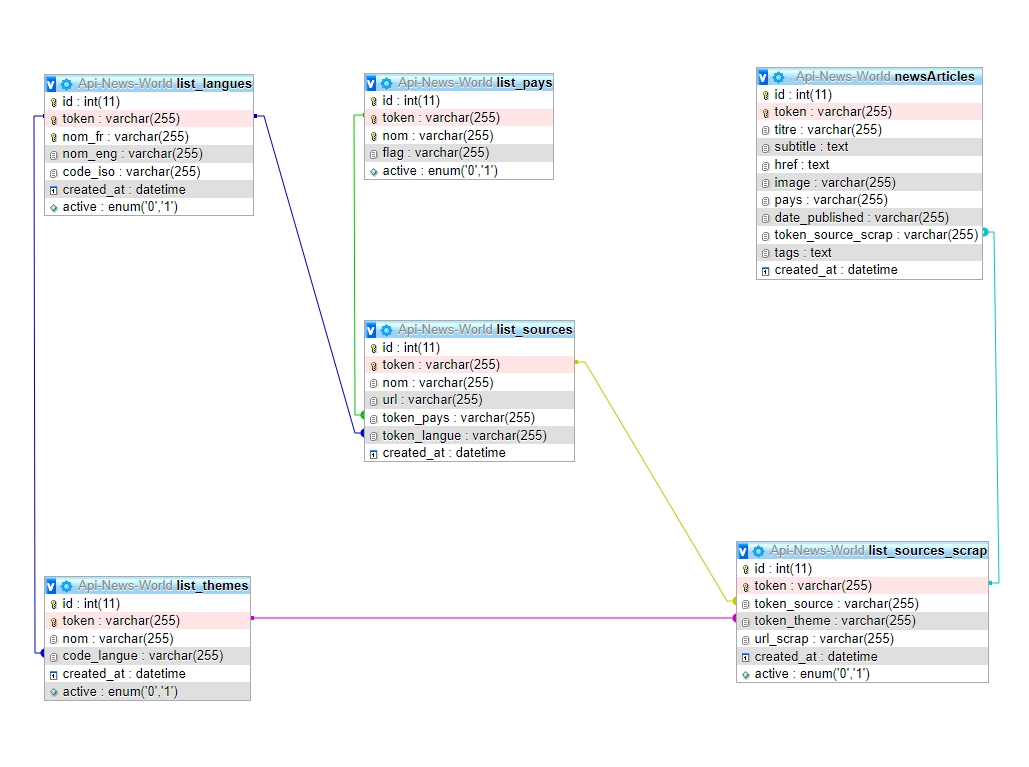 v Api-News-World list_langues
id : int(11)
token : varchar(255)
nom_fr : varchar(255)
nom_eng : varchar(255)
code_iso : varchar(255)
created_at : datetime
active : enum('0','1')
v Api-News-World list_pays
id : int(11)
token : varchar(255)
nom : varchar(255)
flag : varchar(255)
active : enum('0','1')
v Api-News-World newsArticles
id : int(11)
token : varchar(255)
titre : varchar(255)
subtitle : text
href : text
image : varchar(255)
pays : varchar(255)
date_published : varchar(255)
token_source_scrap : varchar(255)
tags : text
created_at : datetime
v Api-News-World list_sources
id : int(11)
token : varchar(255)
nom : varchar(255)
url : varchar(255)
token_pays : varchar(255)
token_langue : varchar(255)
created_at : datetime
v Api-News-World list_themes
id : int(11)
token : varchar(255)
nom : varchar(255)
code_langue : varchar(255)
created_at : datetime
active : enum('0','1')
v Api-News-World list_sources_scrap
id : int(11)
token : varchar(255)
token_source : varchar(255)
token_theme : varchar(255)
url_scrap : varchar(255)
created_at : datetime
active : enum('0','1')